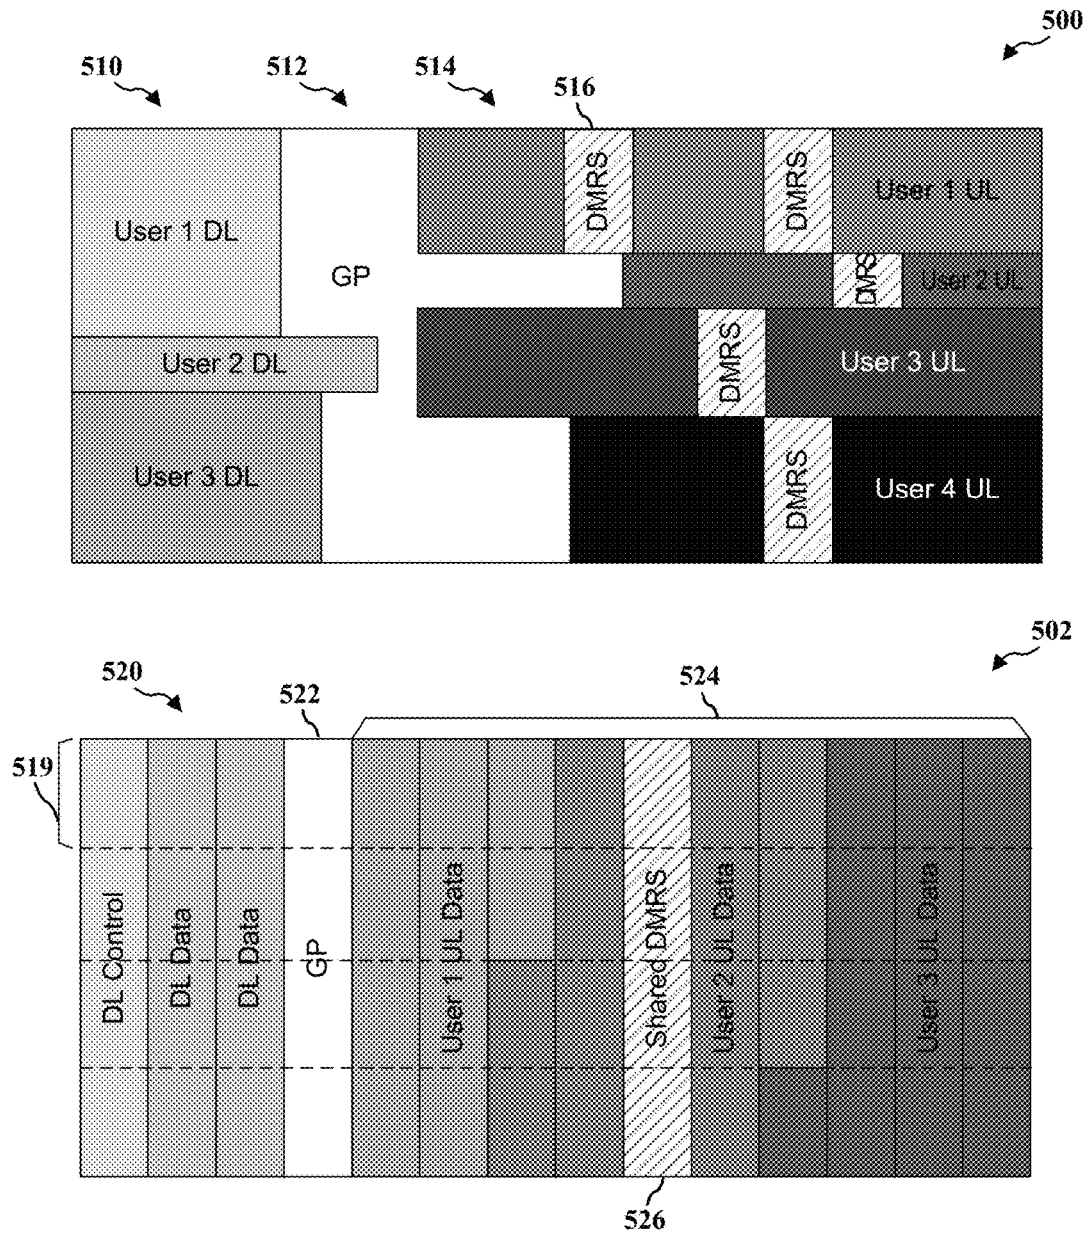 500
510
512
514
516
User 1 DL
DMRS
DMRS
User 1 UL
GP
DMRS
User 2 UL
User 2 DL
DMRS
User 3 UL
User 3 DL
DMRS
User 4 UL
502
520
522
524
519
DL Control
DL Data
DL Data
GP
User 1 UL Data
Shared DMRS
User 2 UL Data
User 3 UL Data
526